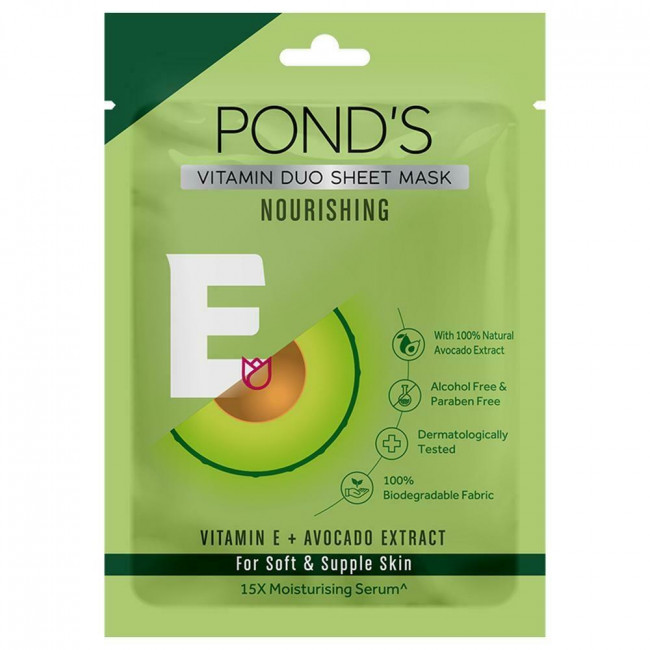 POND'S
VITAMIN DUO SHEET MASK
NOURISHING
E
With 100% Natural
Avocado Extract
Alcohol Free &
Paraben Free
Dermatologically
Tested
100%
Biodegradable Fabric
VITAMIN E + AVOCADO EXTRACT
For Soft & Supple Skin
15X Moisturising Serum^